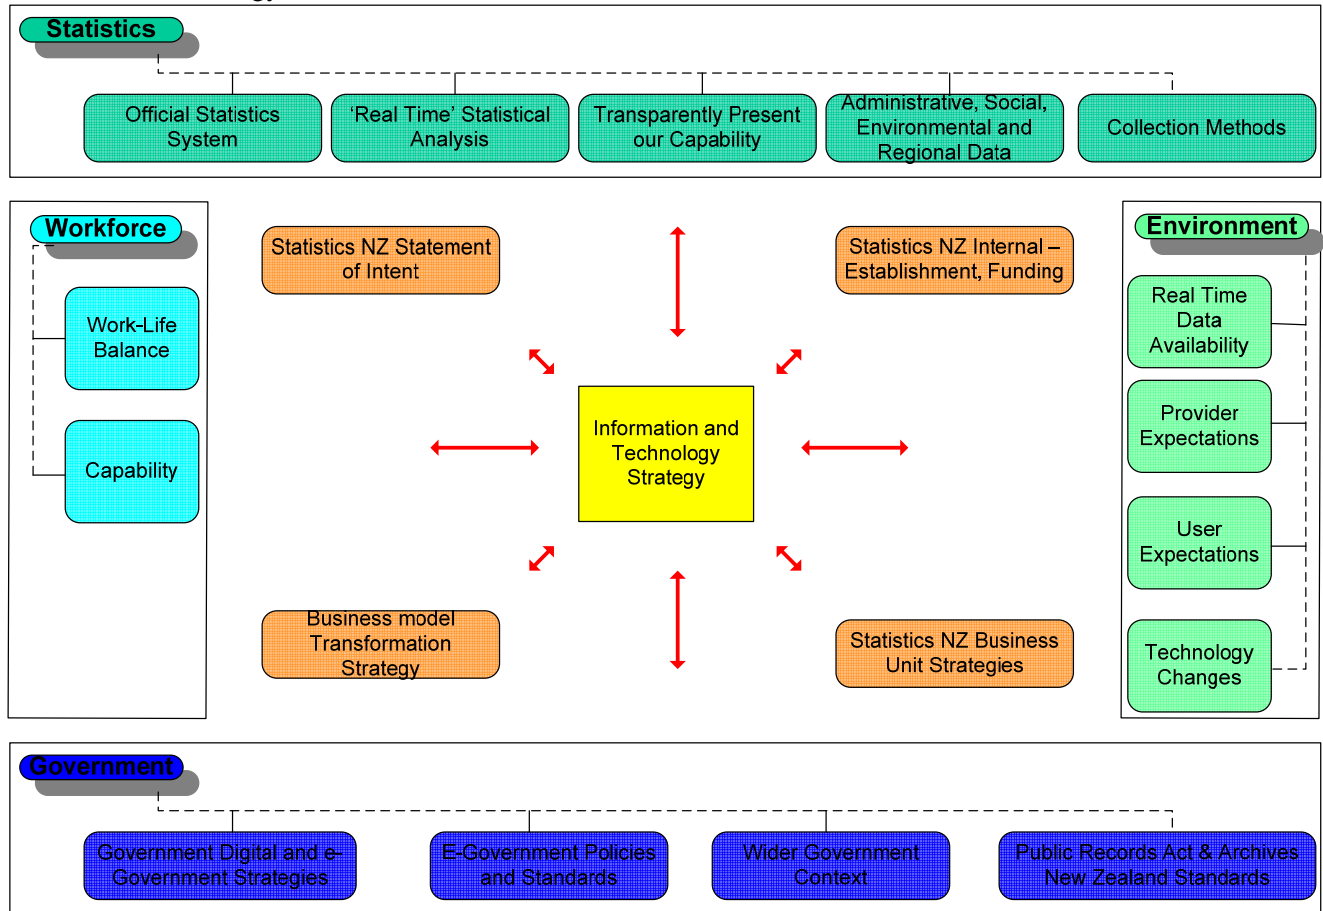 Statistics
Official Statistics
System
‘Real Time’ Statistical
Analysis
Transparently Present
our Capability
Administrative, Social,
Environmental and
Regional Data
Collection Methods
Workforce
Work-Life
Balance
Capability
Statistics NZ Statement
of Intent
Statistics NZ Internal –
Establishment, Funding
Information and
Technology
Strategy
Business model
Transformation
Strategy
Statistics NZ Business
Unit Strategies
Environment
Real Time
Data
Availability
Provider
Expectations
User
Expectations
Technology
Changes
Government
Government Digital and e-
Government Strategies
E-Government Policies
and Standards
Wider Government
Context
Public Records Act & Archives
New Zealand Standards